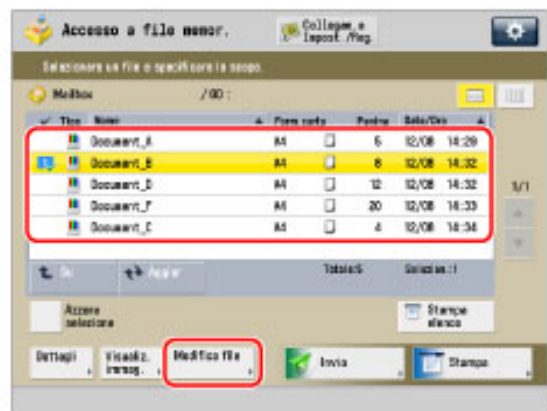 Accesso a file memor.
Collegam.a
Impost./Reg.
Selezionare un file o specificare lo scopo.
Mailbox /00 :
✓ Tipo Nome ▲ Form carta Pagine Data/Ora ▲
Document_A A4 6 12/08 14:29
1 Document_B A4 8 12/08 14:32
Document_D A4 12 12/08 14:32
Document_F A4 20 12/08 14:33
Document_C A4 4 12/08 14:34
1/1
Su Aggior Totale:5 Selezion.:1
Azzera
selezione
Stampa
elenco
Dettagli
Visualiz.
immag.
Modifica file
Invia
Stampa